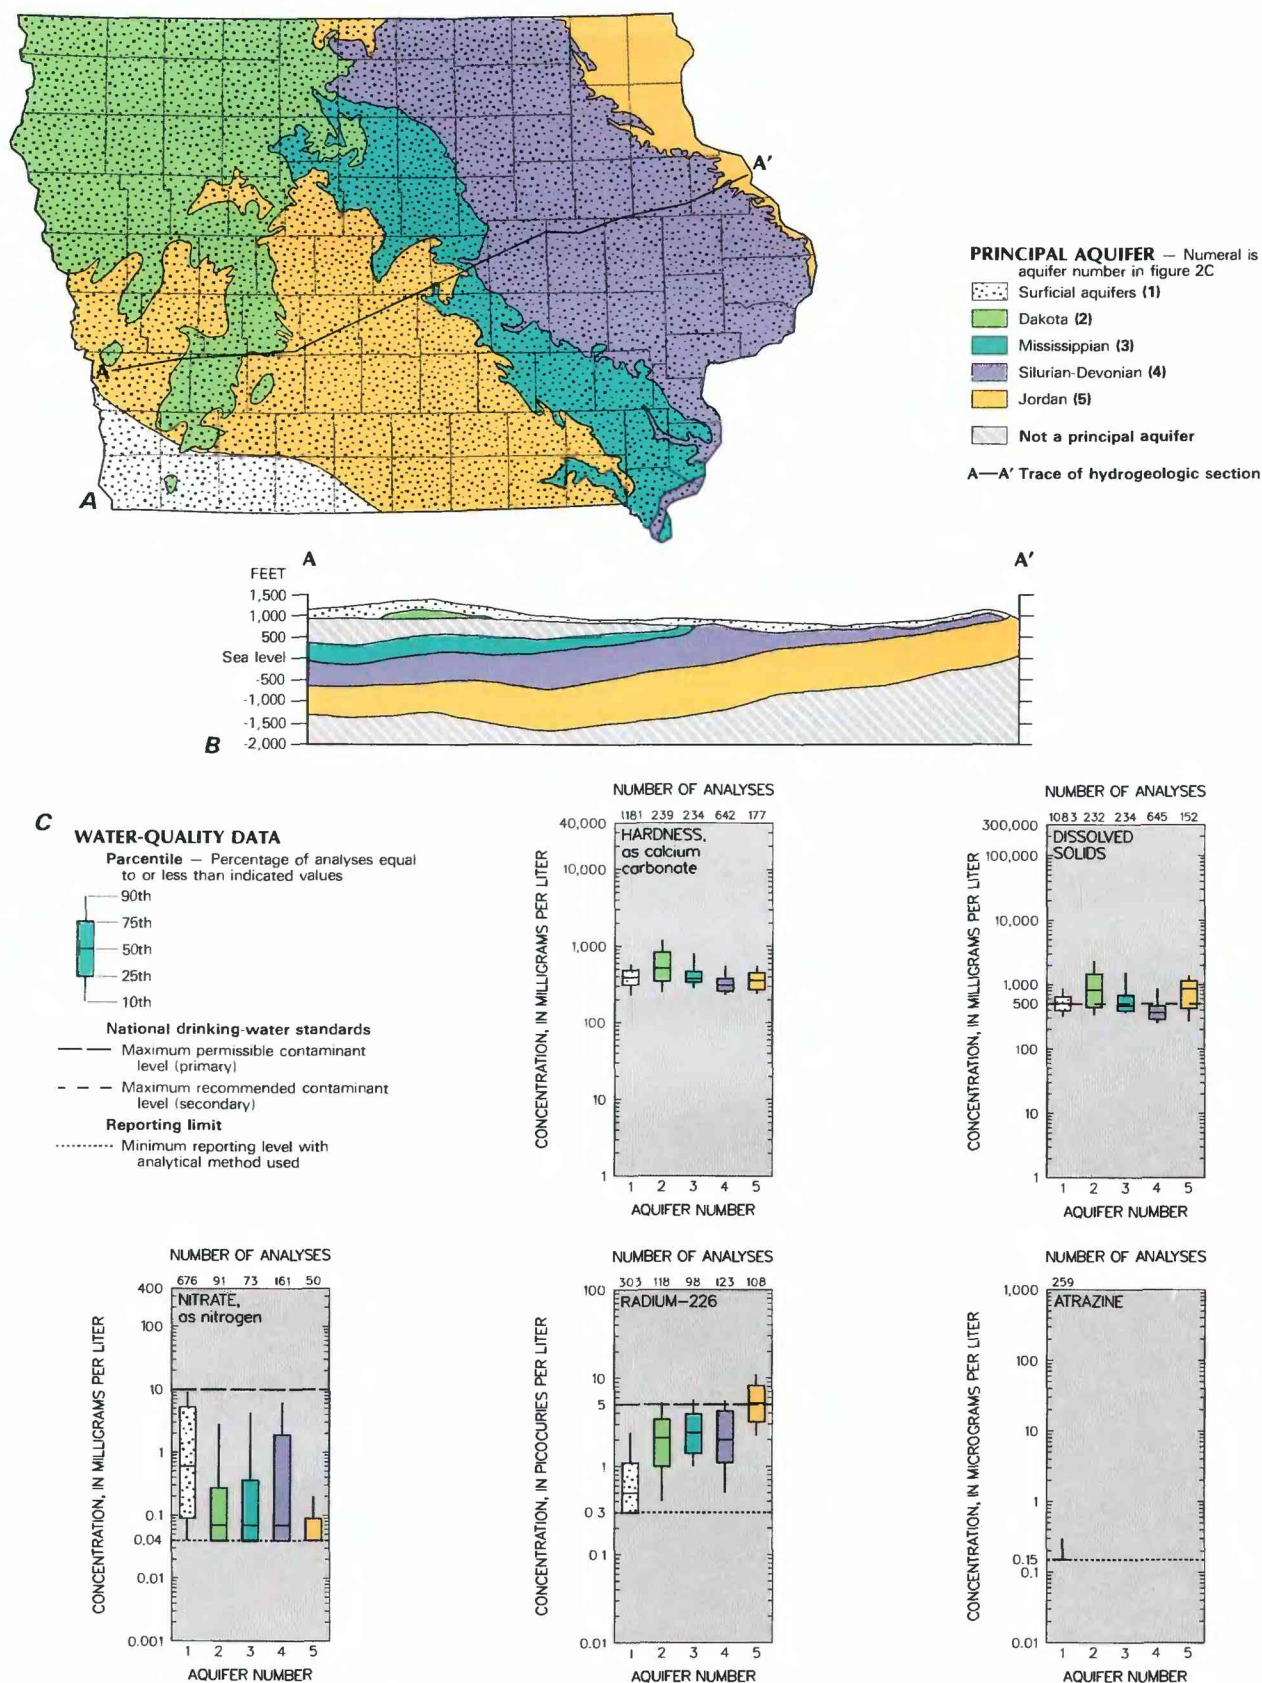 A'
A
A
PRINCIPAL AQUIFER — Numeral is
aquifer number in figure 2C
Surficial aquifers (1)
Dakota (2)
Mississippian (3)
Silurian-Devonian (4)
Jordan (5)
Not a principal aquifer
A—A' Trace of hydrogeologic section
A
A'
FEET
1,500
1,000
500
Sea level
-500
-1,000
-1,500
-2,000
B
C
WATER-QUALITY DATA
Parcentile — Percentage of analyses equal
to or less than indicated values
90th
75th
50th
25th
10th
National drinking-water standards
Maximum permissible contaminant
level (primary)
Maximum recommended contaminant
level (secondary)
Reporting limit
Minimum reporting level with
analytical method used
NUMBER OF ANALYSES
1181 239 234 642 177
HARDNESS,
as calcium
carbonate
CONCENTRATION, IN MILLIGRAMS PER LITER
40,000
10,000
1,000
100
10
1
1 2 3 4 5
AQUIFER NUMBER
NUMBER OF ANALYSES
1083 232 234 645 152
DISSOLVED
SOLIDS
CONCENTRATION, IN MILLIGRAMS PER LITER
300,000
100,000
10,000
1,000
500
100
10
1
1 2 3 4 5
AQUIFER NUMBER
NUMBER OF ANALYSES
676 91 73 161 50
NITRATE,
as nitrogen
CONCENTRATION, IN MILLIGRAMS PER LITER
400
100
10
1
0.1
0.04
0.01
0.001
1 2 3 4 5
AQUIFER NUMBER
NUMBER OF ANALYSES
303 118 98 123 108
RADIUM-226
CONCENTRATION, IN PICOCURIES PER LITER
100
10
5
1
0.3
0.1
0.01
1 2 3 4 5
AQUIFER NUMBER
NUMBER OF ANALYSES
259
ATRAZINE
CONCENTRATION, IN MICROGRAMS PER LITER
1,000
100
10
1
0.15
0.1
0.01
1 2 3 4 5
AQUIFER NUMBER